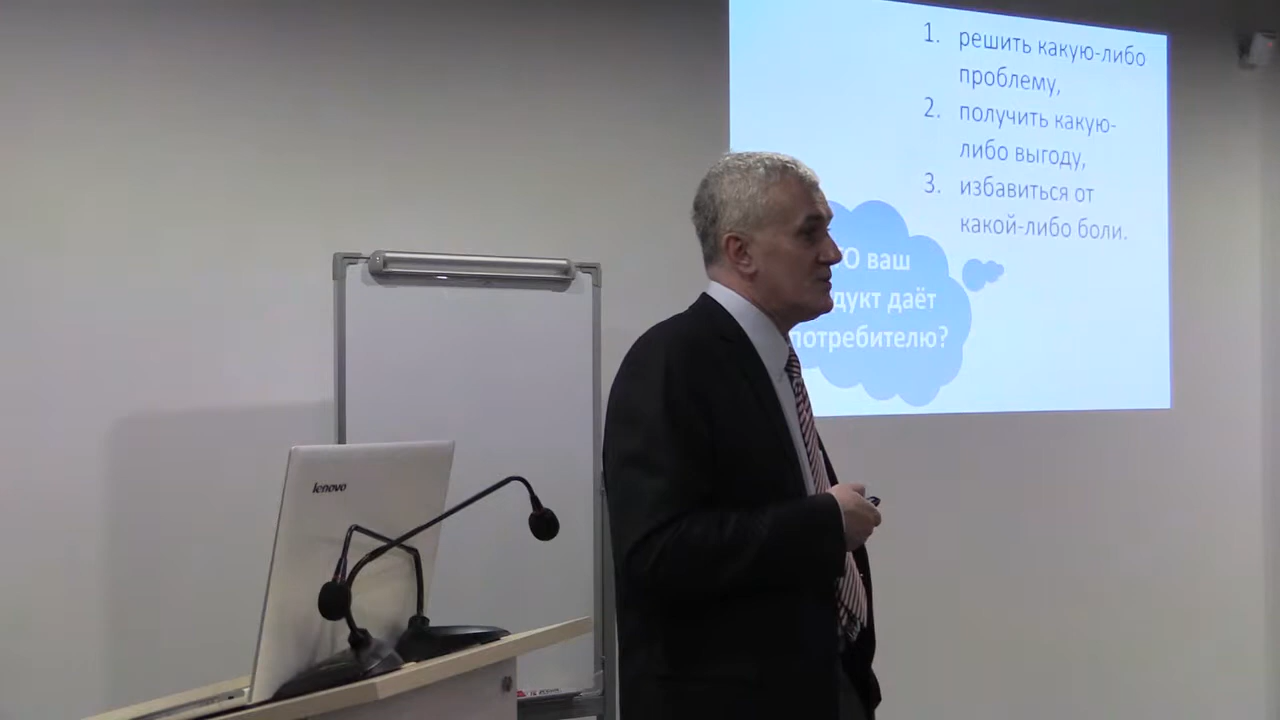 1. решить какую-либо
проблему,
2. получить какую-
либо выгоду,
3. избавиться от
какой-либо боли.
ваш
даёт
потребителю?
lenovo